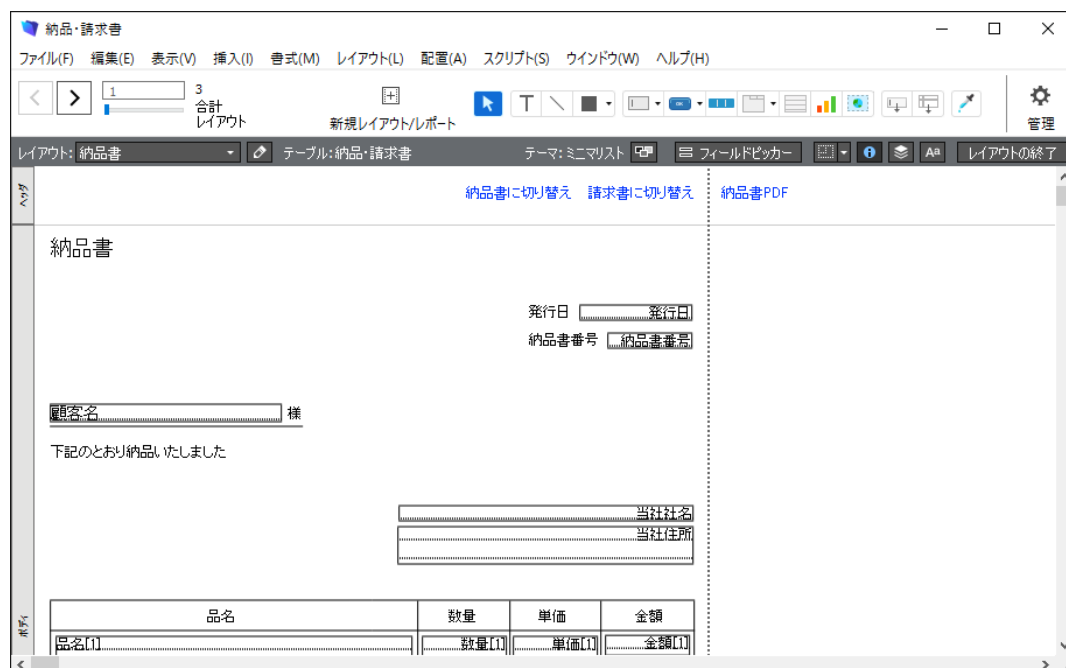 納品・請求書
ファイル(F) 編集(E) 表示(V) 挿入(I) 書式(M) レイアウト(L) 配置(A) スクリプト(S) ウインドウ(W) ヘルプ(H)
1
3
合計
レイアウト
新規レイアウト/レポート
管理
レイアウト: 納品書 テーブル:納品・請求書 テーマ: ミニマリスト フィールドピッカー Aa レイアウトの終了
ヘッダ
納品書に切り替え 請求書に切り替え 納品書PDF
納品書
発行日 発行日
納品書番号 納品書番号
顧客名 様
下記のとおり納品いたしました
当社社名
当社住所
ボディ
品名 数量 単価 金額
品名[1] 数量[1] 単価[1] 金額[1]